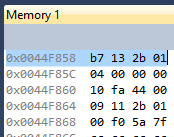 Memory 1
0x0044F858 b7 13 2b 01
0x0044F85C 04 00 00 00
0x0044F860 10 fa 44 00
0x0044F864 09 11 2b 01
0x0044F868 00 f0 5a 7f